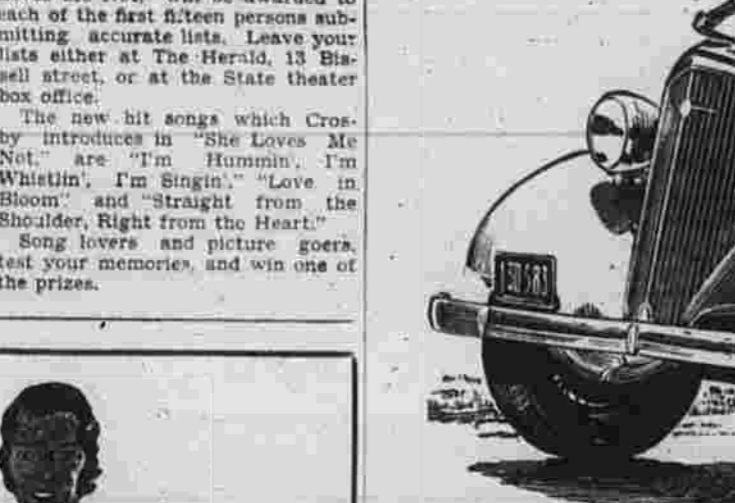 each of the first fifteen persons sub-
mitting accurate lists. Leave your
lists either at The Herald, 13 Bis-
sell street, or at the State theater
box office.
The new hit songs which Cros-
by introduces in "She Loves Me
Not," are "I'm Hummin', I'm
Whistlin', I'm Singin'," "Love in
Bloom" and "Straight from the
Shoulder, Right from the Heart."
Song lovers and picture goers,
test your memories, and win one of
the prizes.